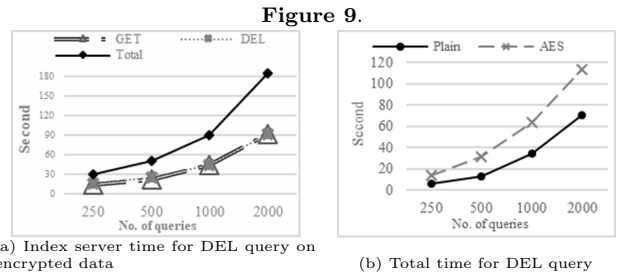 Figure 9.
GET DEL
Total
Second
180
150
120
90
60
30
0
250 500 1000 2000
No. of queries
a) Index server time for DEL query on
encrypted data
Plain AES
Second
120
100
80
60
40
20
0
250 500 1000 2000
No. of queries
(b) Total time for DEL query